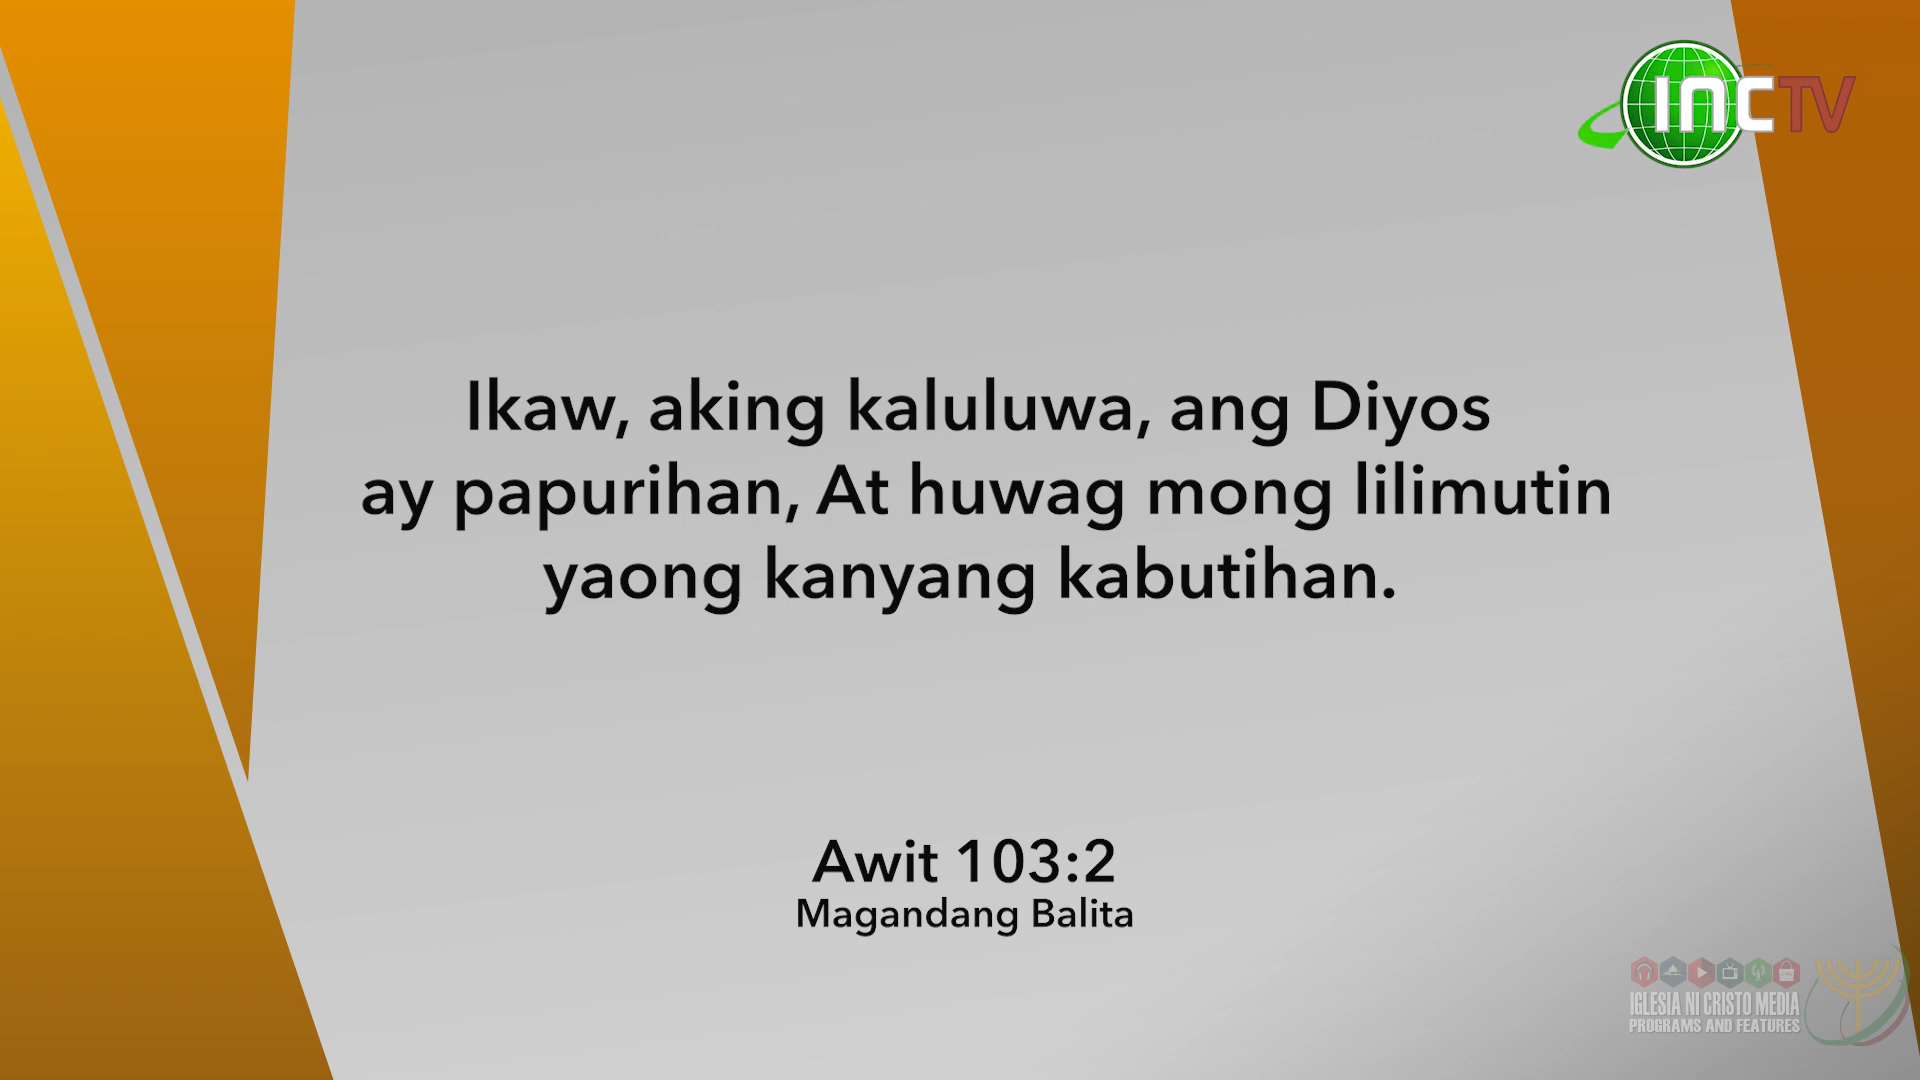 INCTV
Ikaw, aking kaluluwa, ang Diyos
ay papurihan, At huwag mong lilimutin
yaong kanyang kabutihan.
Awit 103:2
Magandang Balita
IGLESIA NI CRISTO MEDIA
PROGRAMS AND FEATURES